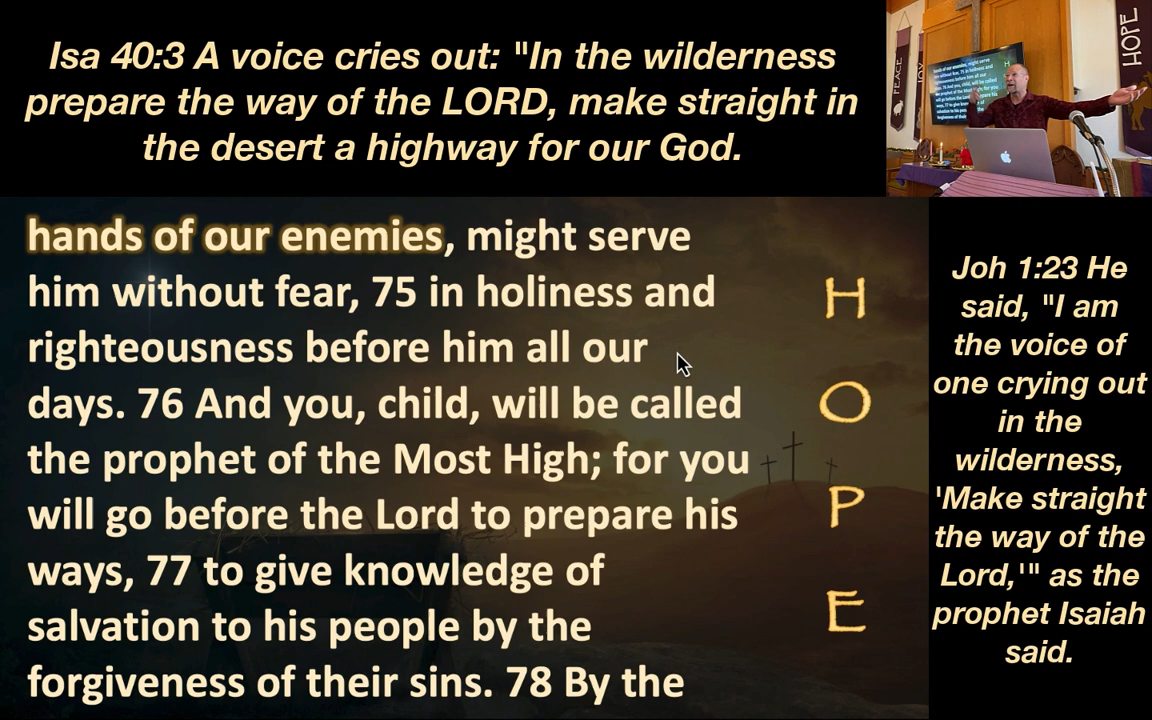 Isa 40:3 A voice cries out: "In the wilderness
prepare the way of the LORD, make straight in
the desert a highway for our God.
PEACE
JOY
HOPE
hands of our enemies, might serve
him without fear, 75 in holiness and
righteousness before him all our
days. 76 And you, child, will be called
the prophet of the Most High; for you
will go before the Lord to prepare his
ways, 77 to give knowledge of
salvation to his people by the
forgiveness of their sins. 78 By the
H
O
P
E
Joh 1:23 He
said, "I am
the voice of
one crying out
in the
wilderness,
'Make straight
the way of the
Lord,'" as the
prophet Isaiah
said.